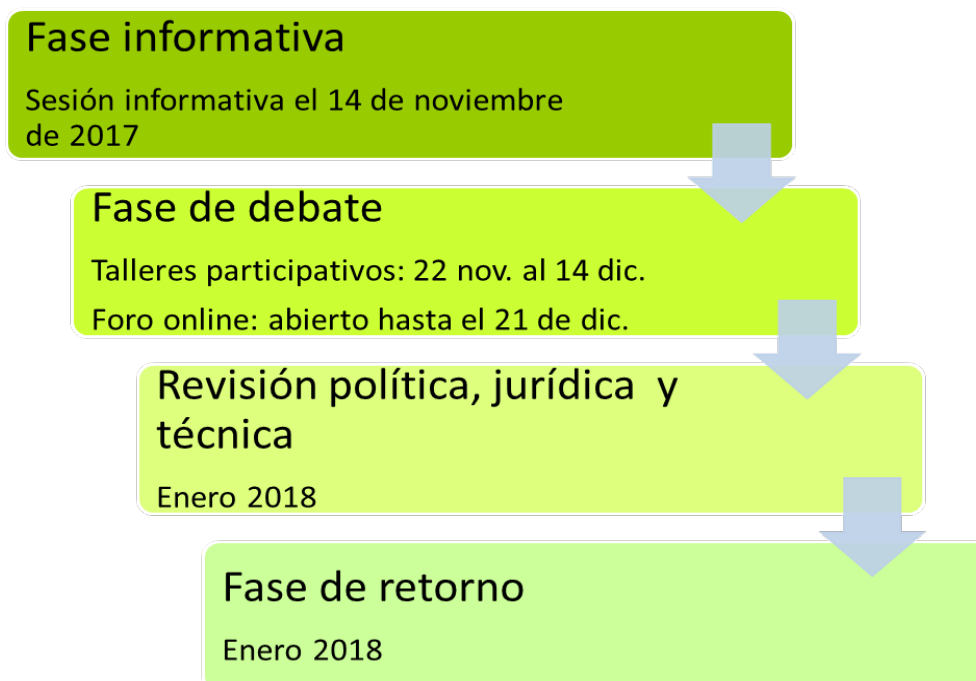 Fase informativa
Sesión informativa el 14 de noviembre
de 2017
Fase de debate
Talleres participativos: 22 nov. al 14 dic.
Foro online: abierto hasta el 21 de dic.
Revisión política, jurídica y
técnica
Enero 2018
Fase de retorno
Enero 2018